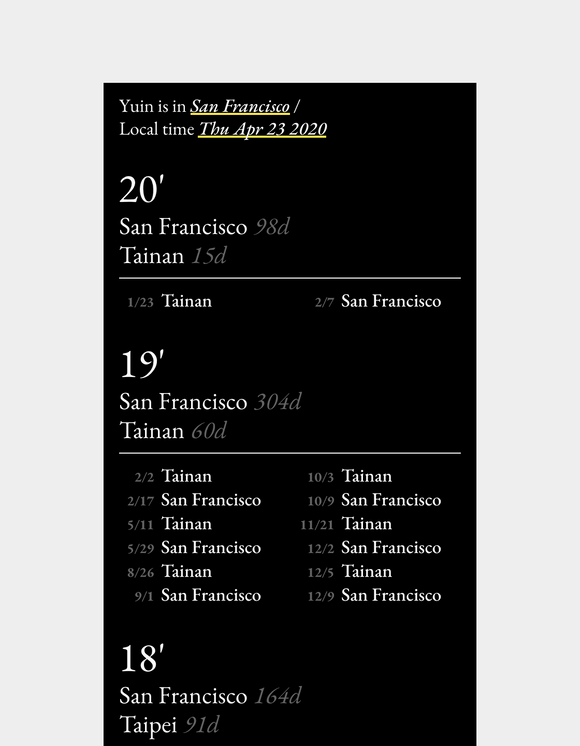 Yuin is in San Francisco /
Local time Thu Apr 23 2020
20'
San Francisco 98d
Tainan 15d
1/23 Tainan
2/7 San Francisco
19'
San Francisco 304d
Tainan 60d
2/2 Tainan
2/17 San Francisco
5/11 Tainan
5/29 San Francisco
8/26 Tainan
9/1 San Francisco
10/3 Tainan
10/9 San Francisco
11/21 Tainan
12/2 San Francisco
12/5 Tainan
12/9 San Francisco
18'
San Francisco 164d
Taipei 91d